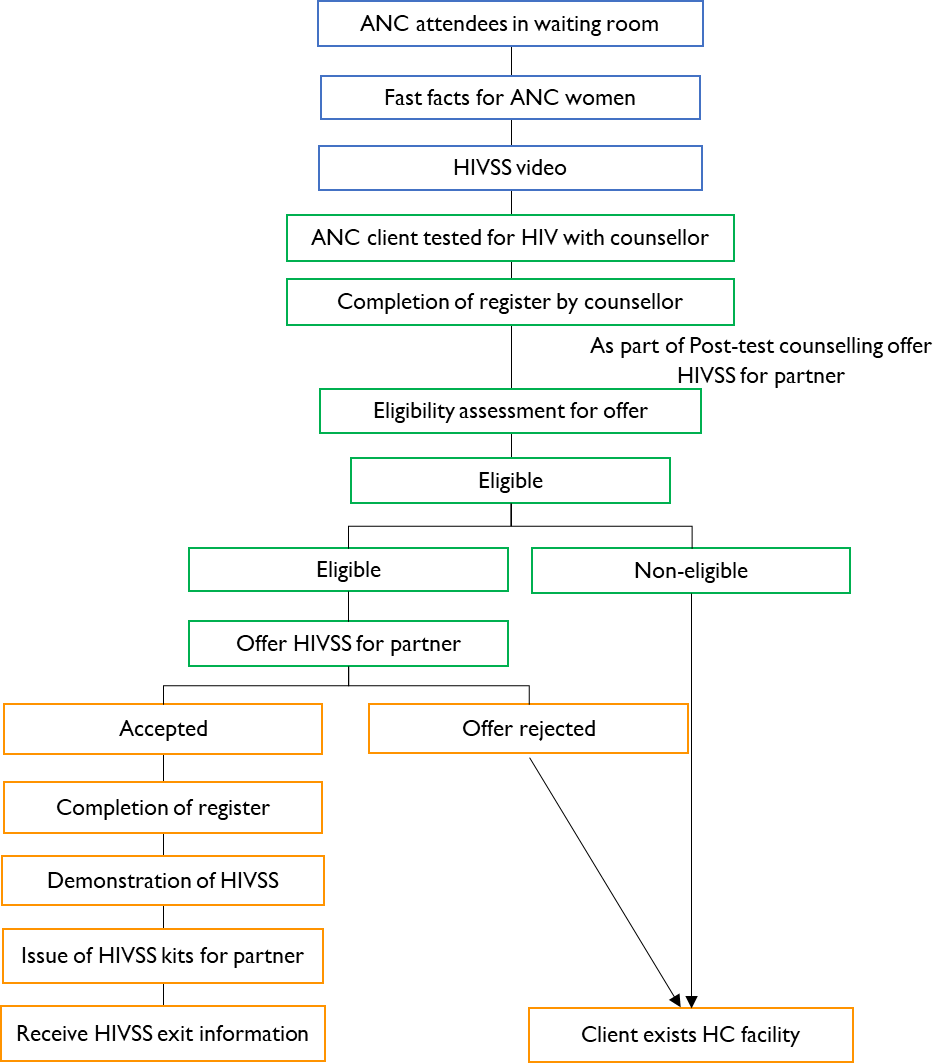 ANC attendees in waiting room
Fast facts for ANC women
HIVSS video
ANC client tested for HIV with counsellor
Completion of register by counsellor
As part of Post-test counselling offer
HIVSS for partner
Eligibility assessment for offer
Eligible
Eligible
Non-eligible
Offer HIVSS for partner
Accepted
Offer rejected
Completion of register
Demonstration of HIVSS
Issue of HIVSS kits for partner
Receive HIVSS exit information
Client exists HC facility